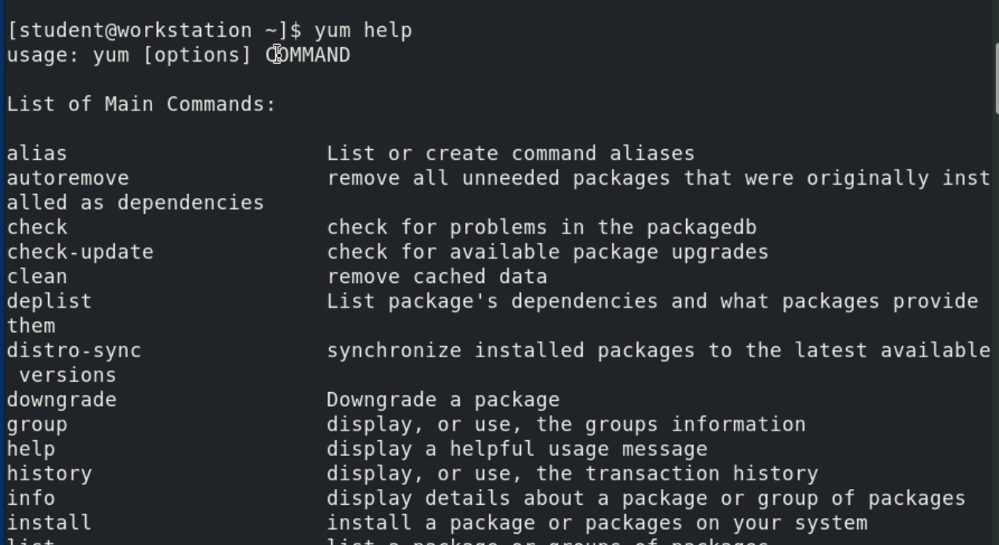 [student@workstation ~]$ yum help
usage: yum [options] COMMAND
List of Main Commands:
alias                     List or create command aliases
autoremove                remove all unneeded packages that were originally inst
alled as dependencies
check                     check for problems in the packagedb
check-update              check for available package upgrades
clean                     remove cached data
deplist                   List package's dependencies and what packages provide
them
distro-sync               synchronize installed packages to the latest available
 versions
downgrade                 Downgrade a package
group                     display, or use, the groups information
help                      display a helpful usage message
history                   display, or use, the transaction history
info                      display details about a package or group of packages
install                   install a package or packages on your system
list                      list a package or groups of packages